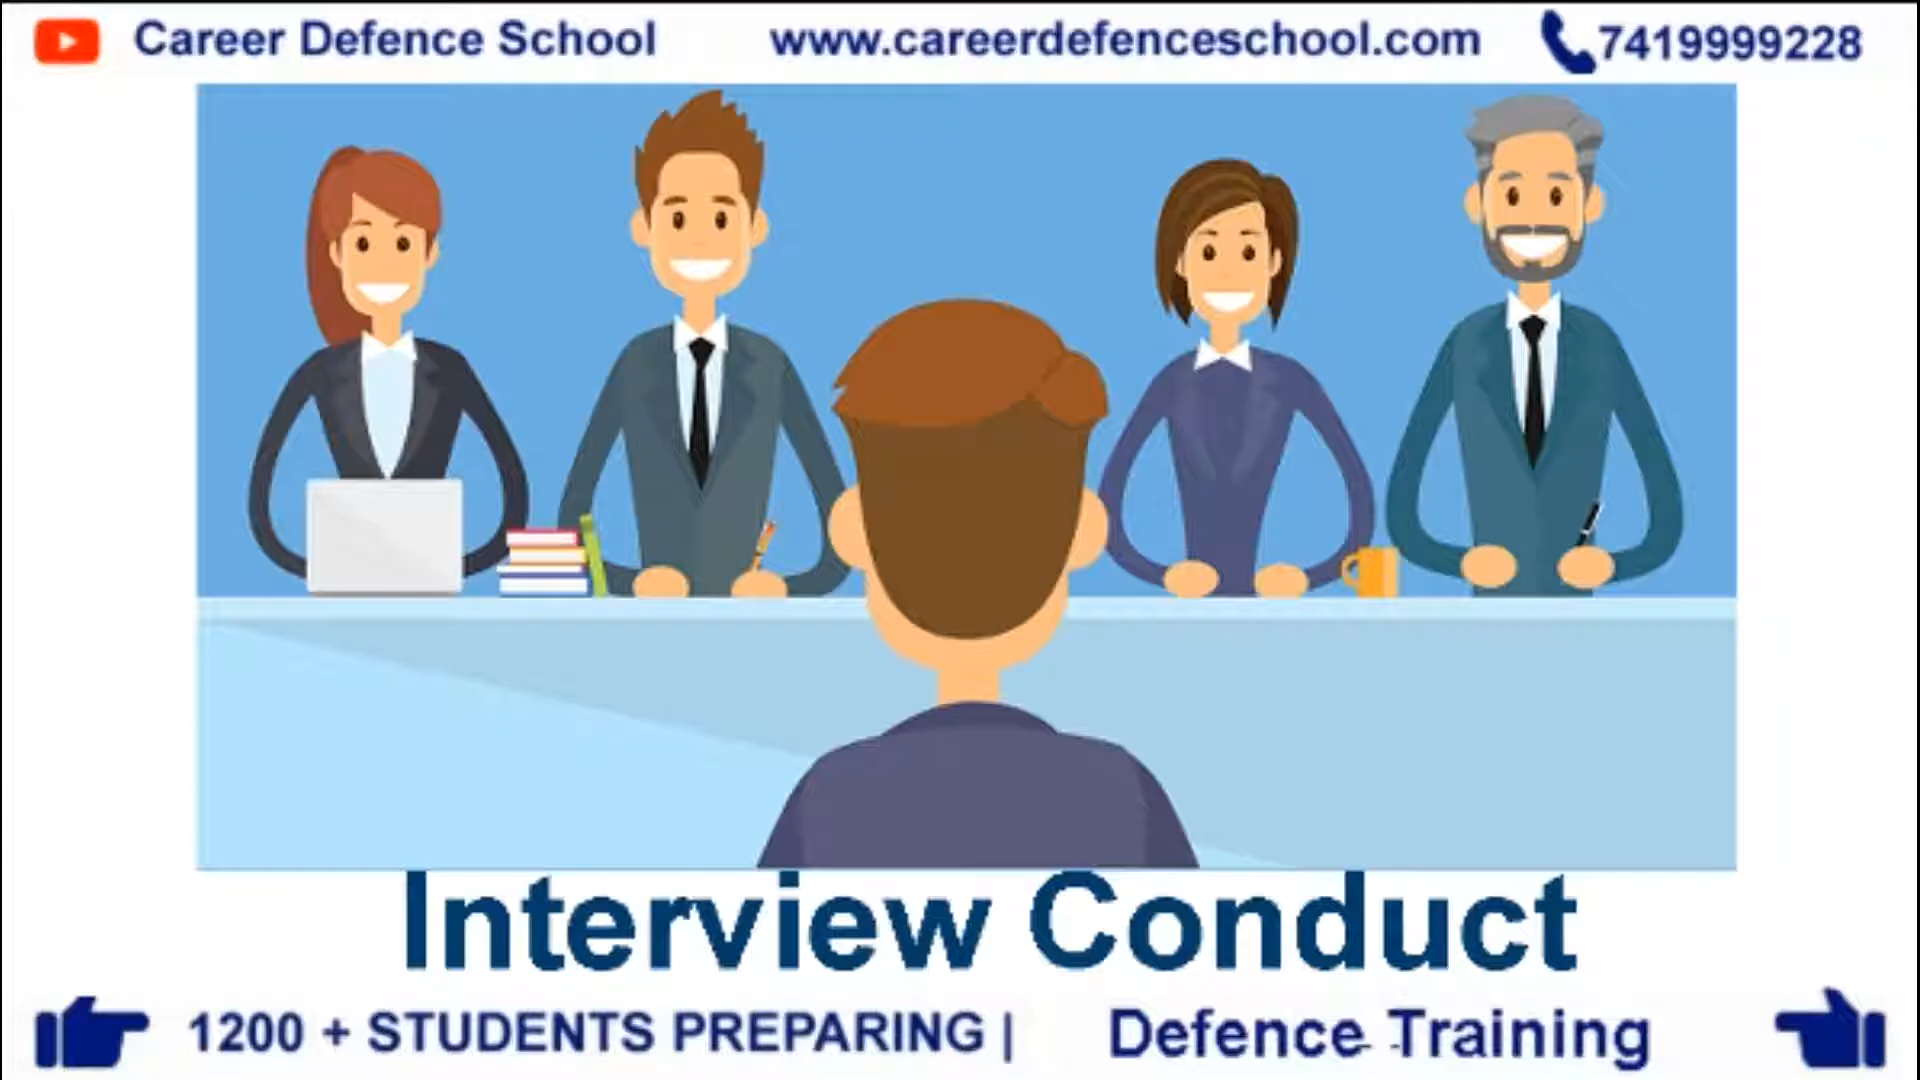 Career Defence School www.careerdefenceschool.com 7419999228
Interview Conduct
1200 + STUDENTS PREPARING | Defence Training